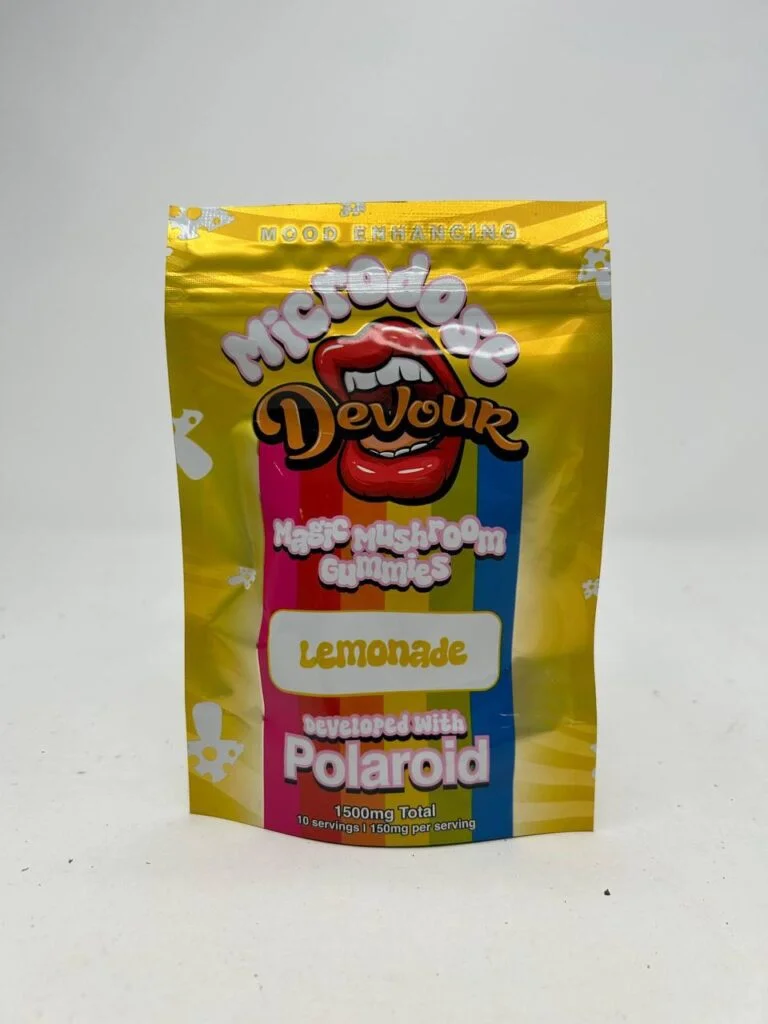 MOOD ENHANCING
Microdose
Devour
Magic Mushroom
Gummies
Lemonade
Developed With
Polaroid
1500mg Total
10 servings | 150mg per serving